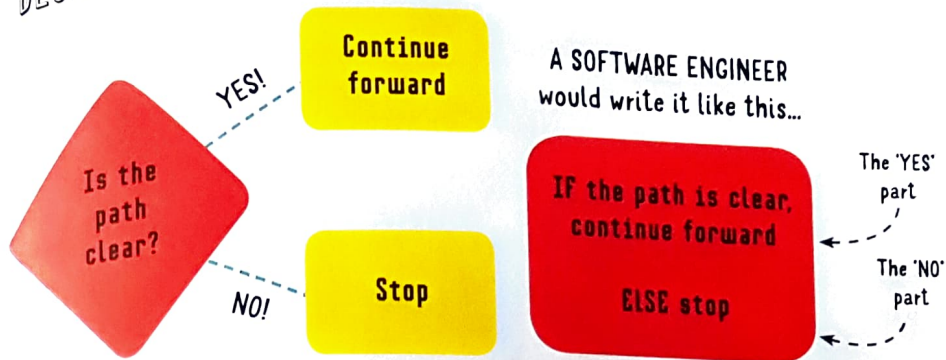 Is the
path
clear?
YES!
NO!
Continue
forward
Stop
A SOFTWARE ENGINEER
would write it like this...
IF the path is clear,
continue forward
ELSE stop
The 'YES'
part
The 'NO'
part